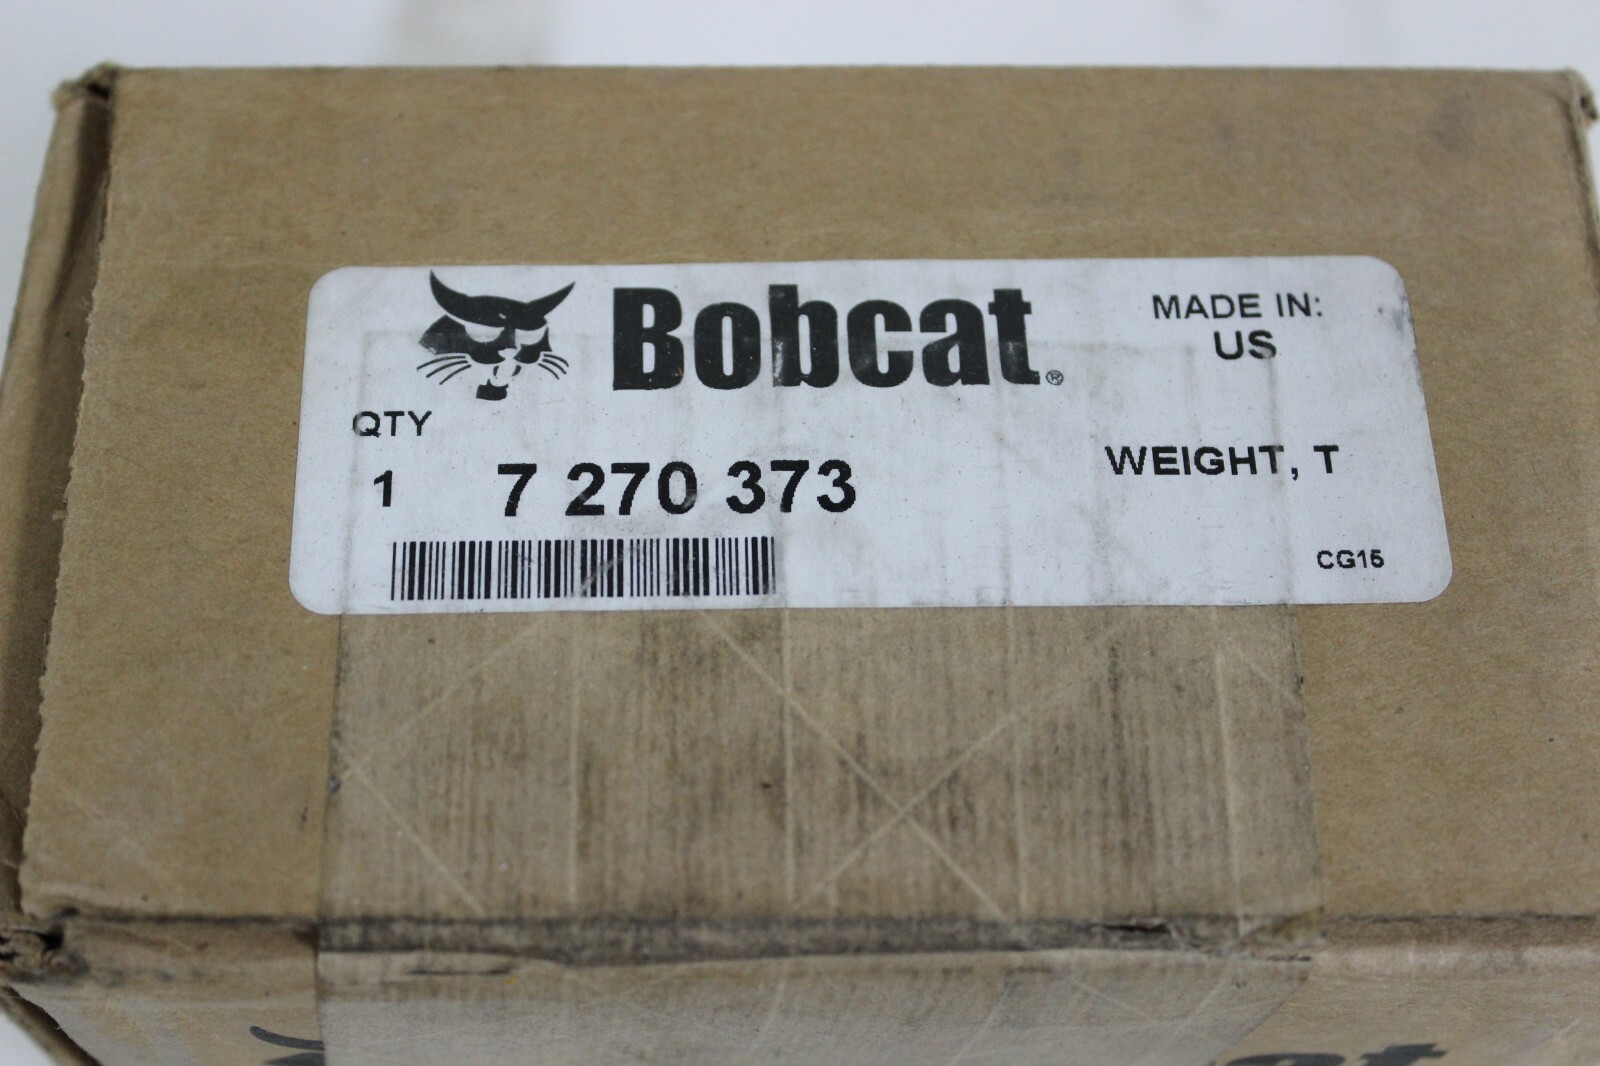 Bobcat®
MADE IN:
US
QTY
1 7 270 373
WEIGHT, T
CG15